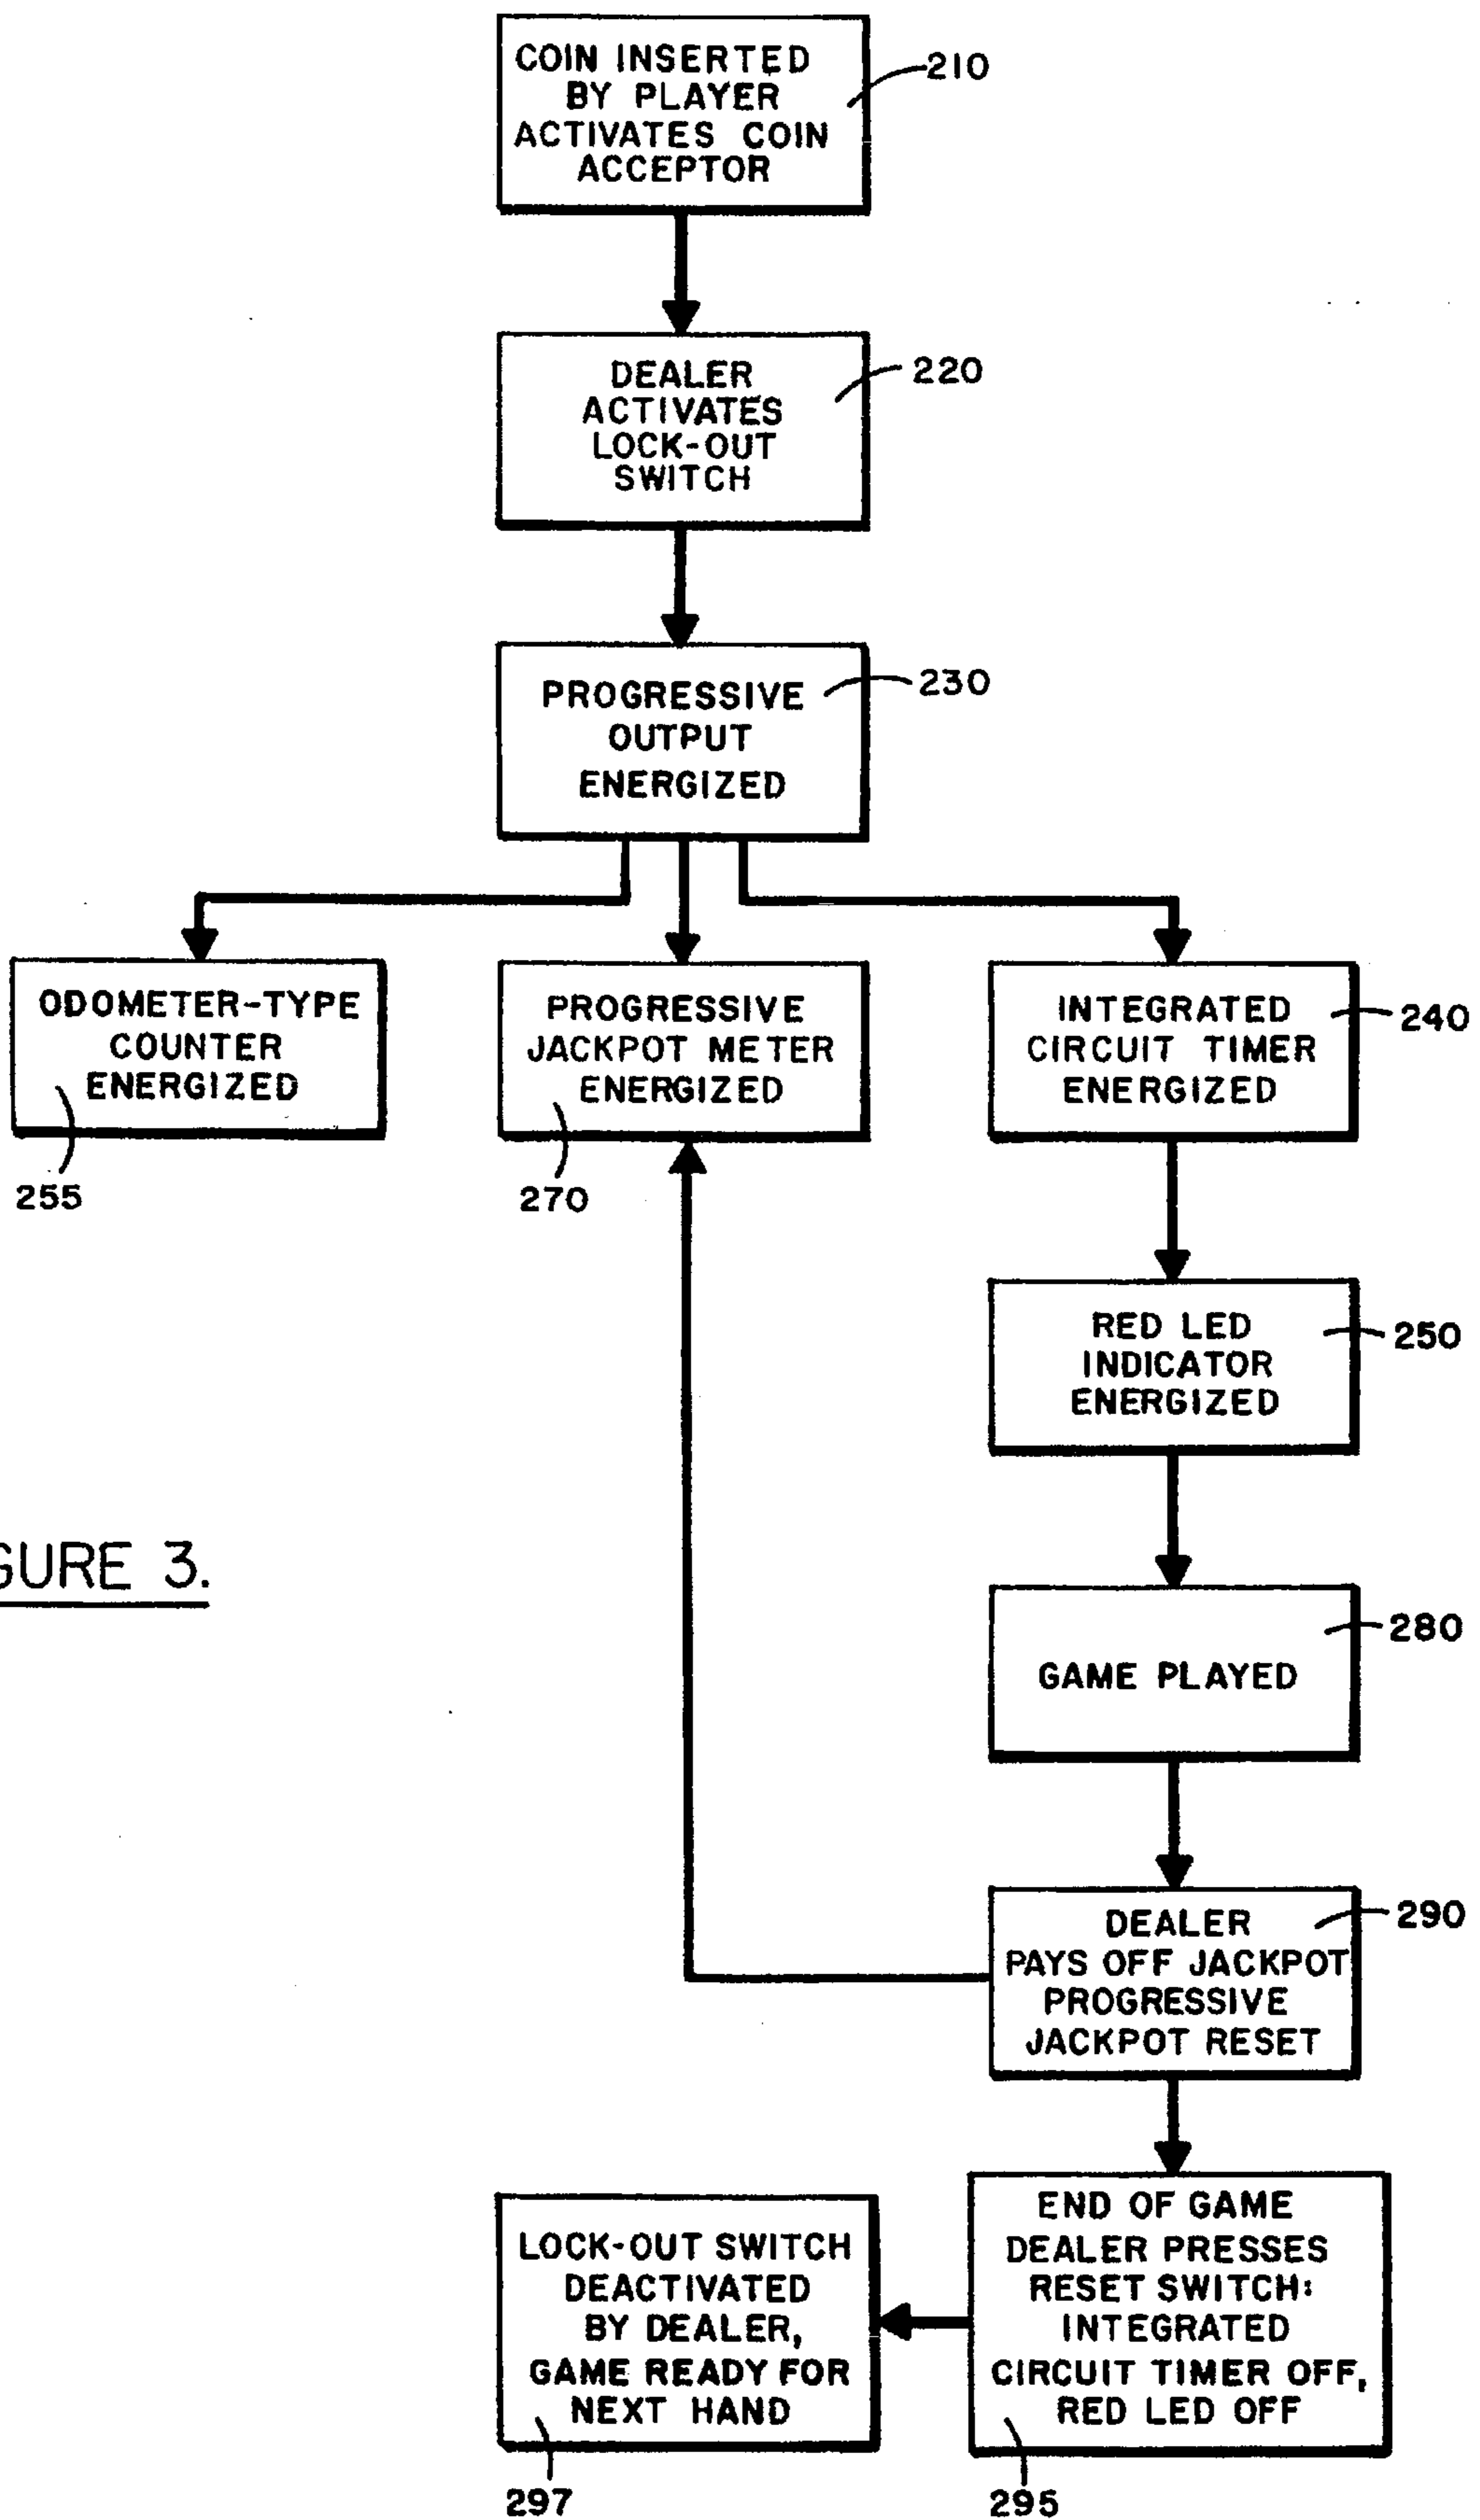 COIN INSERTED
BY PLAYER
ACTIVATES COIN
ACCEPTOR
210
DEALER
ACTIVATES
LOCK-OUT
SWITCH
220
PROGRESSIVE
OUTPUT
ENERGIZED
230
ODOMETER-TYPE
COUNTER
ENERGIZED
255
PROGRESSIVE
JACKPOT METER
ENERGIZED
270
INTEGRATED
CIRCUIT TIMER
ENERGIZED
240
RED LED
INDICATOR
ENERGIZED
250
GURE 3.
GAME PLAYED
280
DEALER
PAYS OFF JACKPOT
PROGRESSIVE
JACKPOT RESET
290
END OF GAME
DEALER PRESSES
RESET SWITCH:
INTEGRATED
CIRCUIT TIMER OFF,
RED LED OFF
295
LOCK-OUT SWITCH
DEACTIVATED
BY DEALER,
GAME READY FOR
NEXT HAND
297